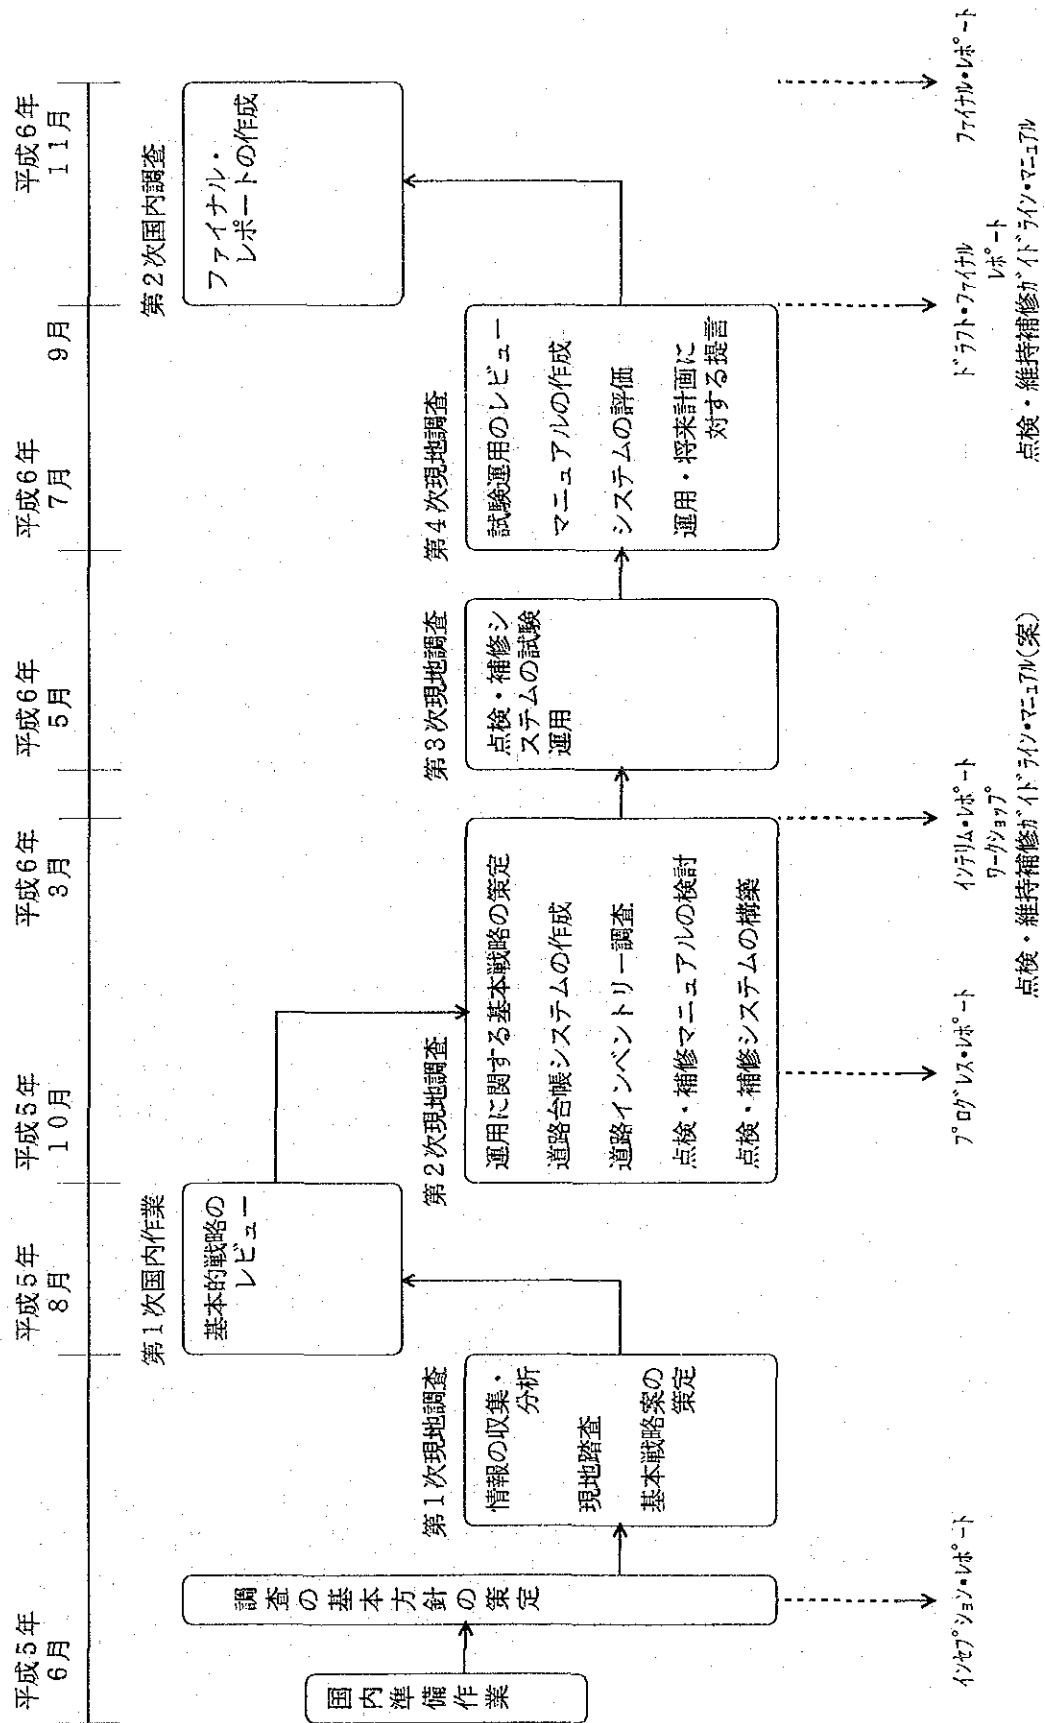 平成5年
6月
平成5年
8月
平成5年
10月
平成6年
3月
平成6年
5月
平成6年
7月
9月
平成6年
11月
国内準備作業
調査の基本方針の策定
第1次現地調査
情報の収集・
分析
現地踏査
基本戦略案の
策定
第1次国内作業
基本的戦略の
レビュー
第2次現地調査
運用に関する基本戦略の策定
道路台帳システムの作成
道路インベントリー調査
点検・補修マニュアルの検討
点検・補修システムの構築
第3次現地調査
点検・補修シ
ステムの試験
運用
第4次現地調査
試験運用のレビュー
マニュアルの作成
システムの評価
運用・将来計画に
対する提言
第2次国内調査
ファイナル・
レポートの作成
インセプション・レポート
プログレス・レポート
インテリム・レポート
ワークショップ
点検・維持補修ガイドライン・マニュアル(案)
ドラフト・ファイナル
レポート
点検・維持補修ガイドライン・マニュアル
ファイナル・レポート